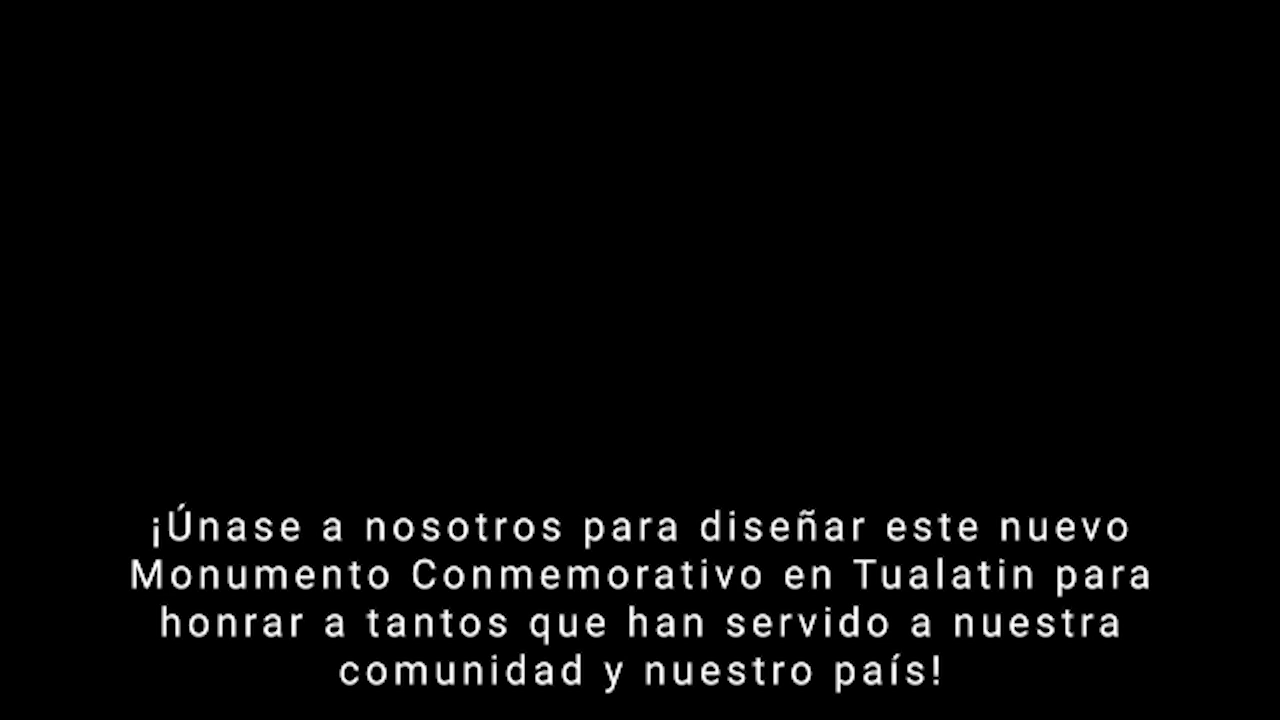 ¡Únase a nosotros para diseñar este nuevo
Monumento Conmemorativo en Tualatin para
honrar a tantos que han servido a nuestra
comunidad y nuestro país!